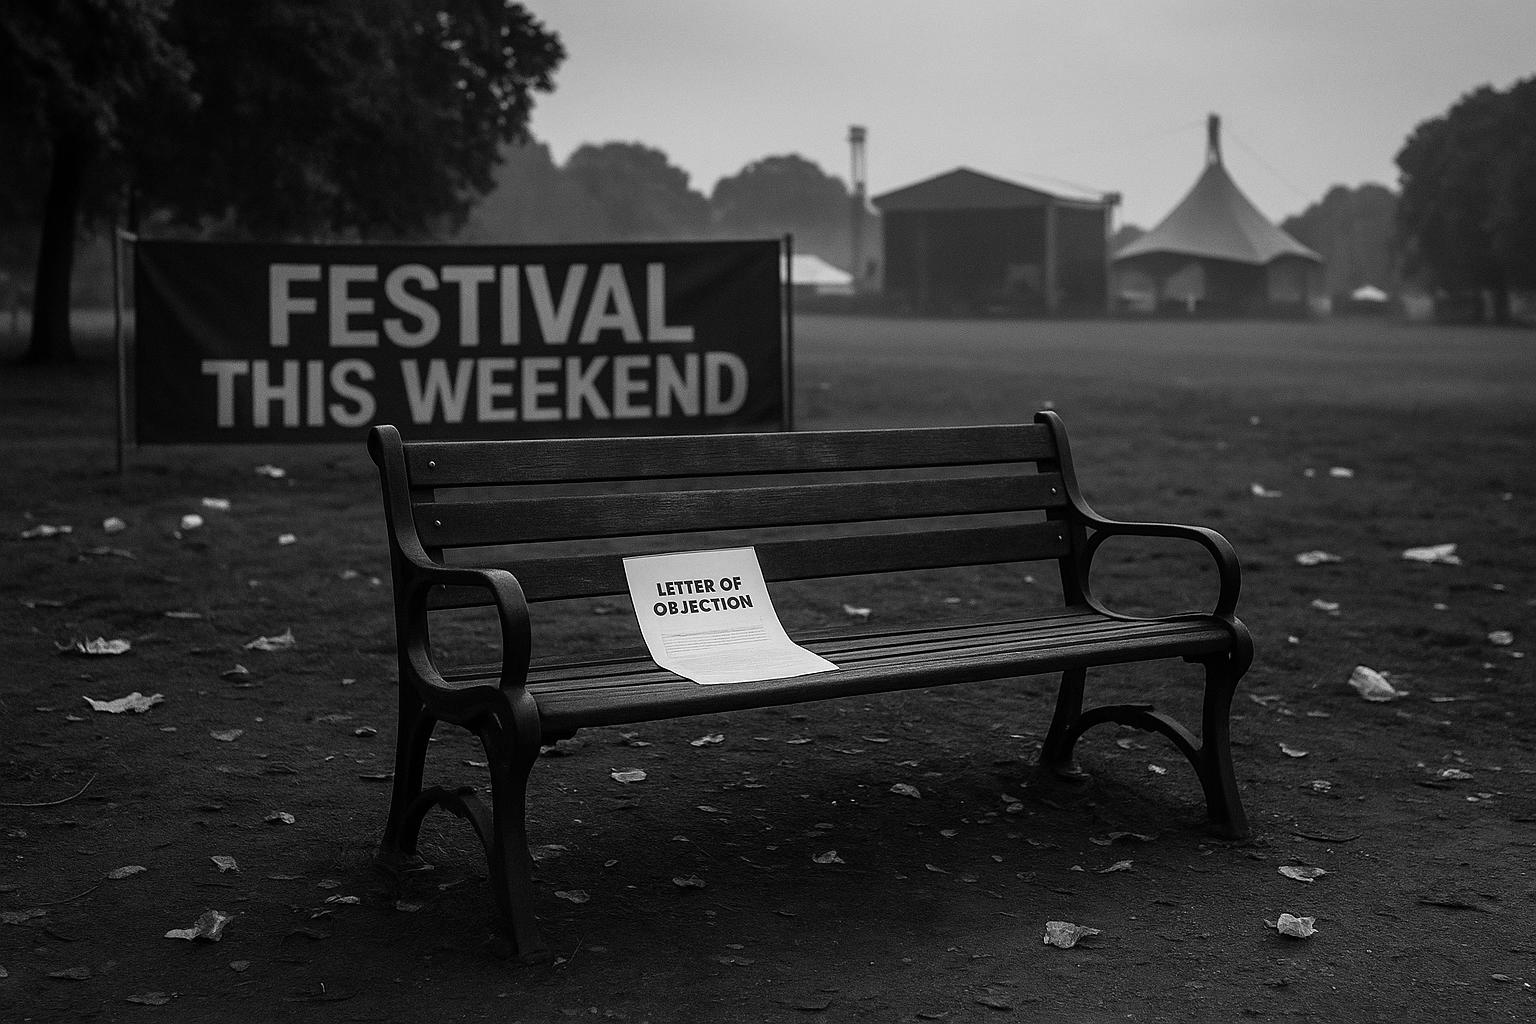 FESTIVAL
THIS WEEKEND
LETTER OF
OBJECTION